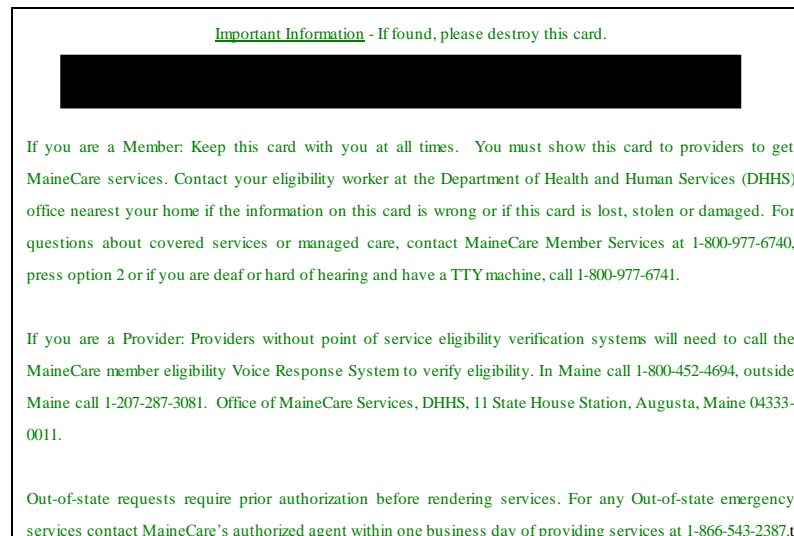 Important Information - If found, please destroy this card.
If you are a Member: Keep this card with you at all times. You must show this card to providers to get
MaineCare services. Contact your eligibility worker at the Department of Health and Human Services (DHHS)
office nearest your home if the information on this card is wrong or if this card is lost, stolen or damaged. For
questions about covered services or managed care, contact MaineCare Member Services at 1-800-977-6740,
press option 2 or if you are deaf or hard of hearing and have a TTY machine, call 1-800-977-6741.
If you are a Provider: Providers without point of service eligibility verification systems will need to call the
MaineCare member eligibility Voice Response System to verify eligibility. In Maine call 1-800-452-4694, outside
Maine call 1-207-287-3081. Office of MaineCare Services, DHHS, 11 State House Station, Augusta, Maine 04333-
0011.
Out-of-state requests require prior authorization before rendering services. For any Out-of-state emergency
services contact MaineCare's authorized agent within one business day of providing services at 1-866-543-2387.t